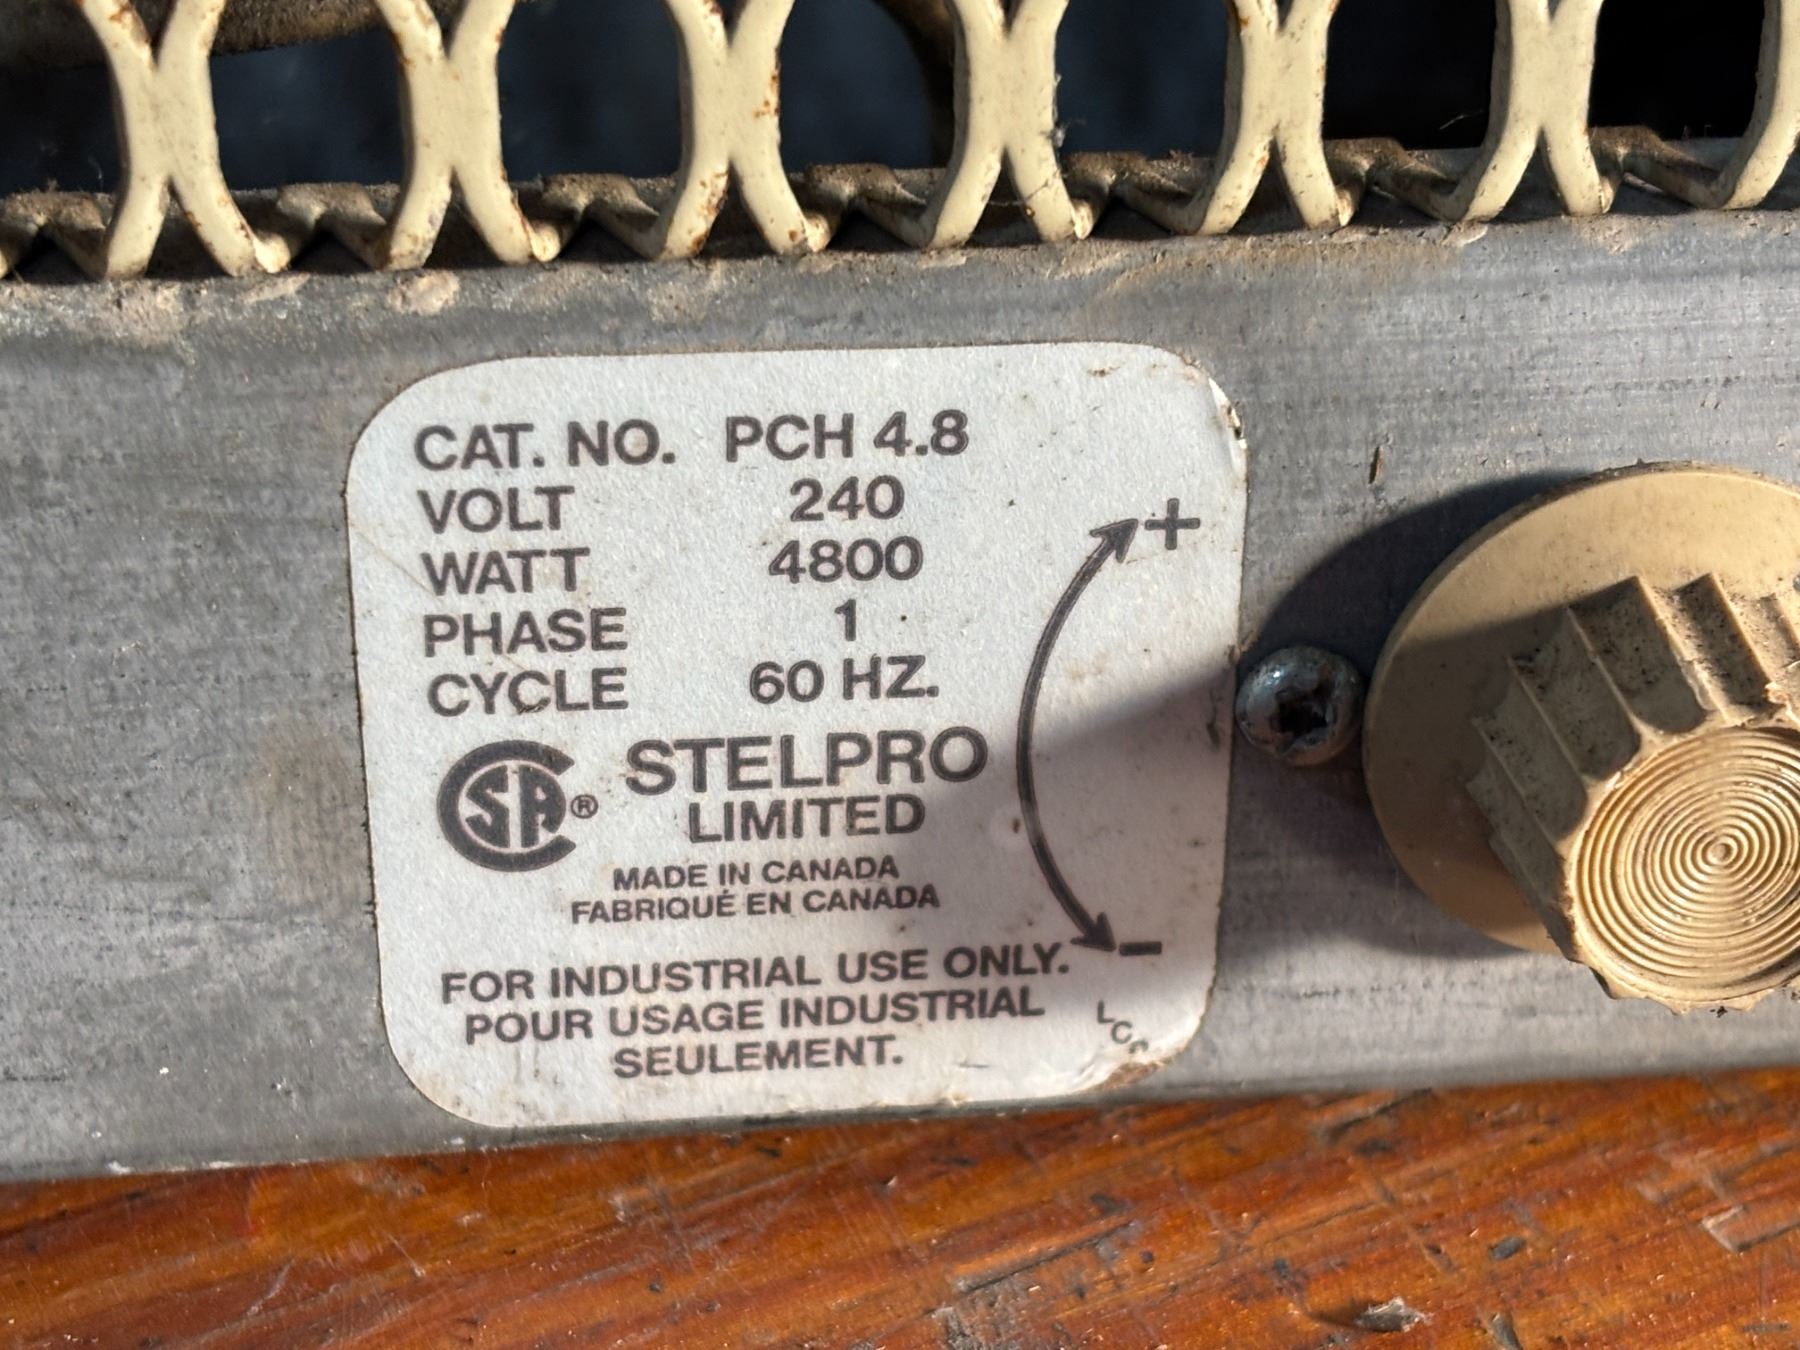 CAT. NO. PCH 4.8
VOLT 240
WATT 4800
PHASE 1
CYCLE 60 HZ.
+
SA® STELPRO
LIMITED
MADE IN CANADA
FABRIQUÉ EN CANADA
-
FOR INDUSTRIAL USE ONLY.
POUR USAGE INDUSTRIAL
SEULEMENT.